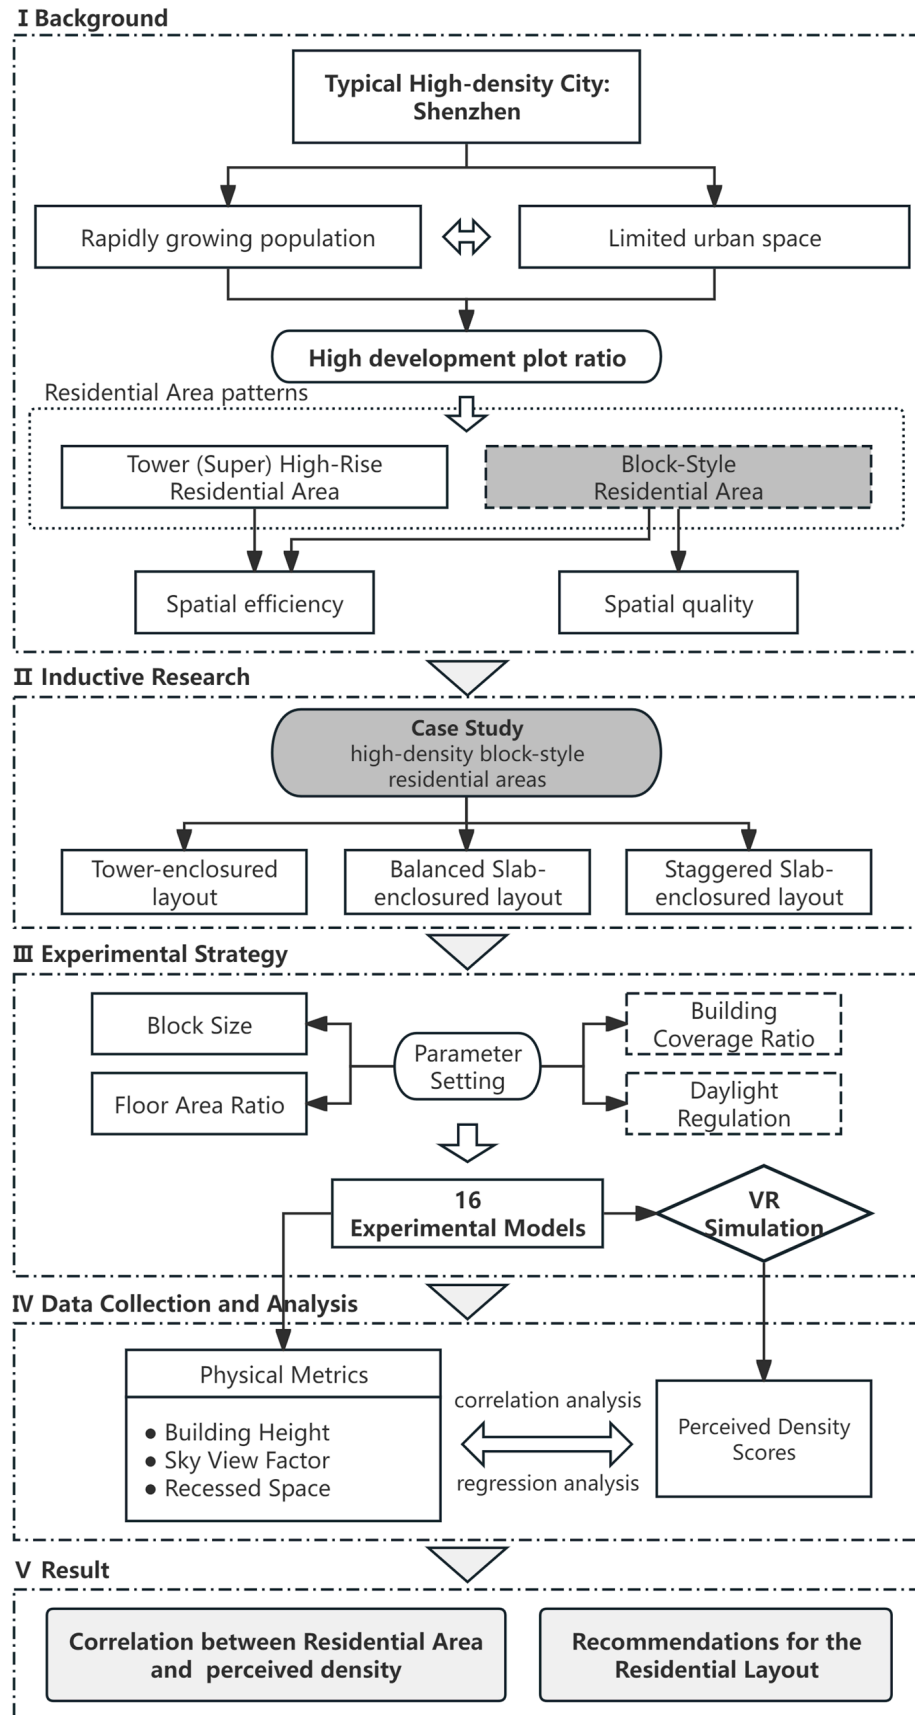 Ⅰ Background
Typical High-density City:
Shenzhen
Rapidly growing population
Limited urban space
High development plot ratio
Residential Area patterns
Tower (Super) High-Rise
Residential Area
Block-Style
Residential Area
Spatial efficiency
Spatial quality
Ⅱ Inductive Research
Case Study
high-density block-style
residential areas
Tower-enclosured
layout
Balanced Slab-
enclosured layout
Staggered Slab-
enclosured layout
Ⅲ Experimental Strategy
Block Size
Floor Area Ratio
Parameter
Setting
Building
Coverage Ratio
Daylight
Regulation
16
Experimental Models
VR
Simulation
Ⅳ Data Collection and Analysis
Physical Metrics
● Building Height
● Sky View Factor
● Recessed Space
correlation analysis
regression analysis
Perceived Density
Scores
Ⅴ Result
Correlation between Residential Area
and perceived density
Recommendations for the
Residential Layout